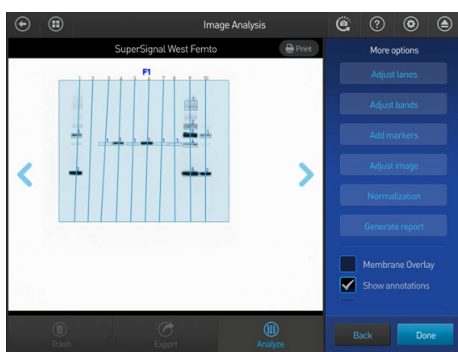 Image Analysis
SuperSignal West Femto
Print
F1
1 2 3 4 5 6 7 8 9 10
More options
Adjust lanes
Adjust bands
Add markers
Adjust image
Normalization
Generate report
Membrane Overlay
Show annotations
Trash
Export
Analyze
Back
Done